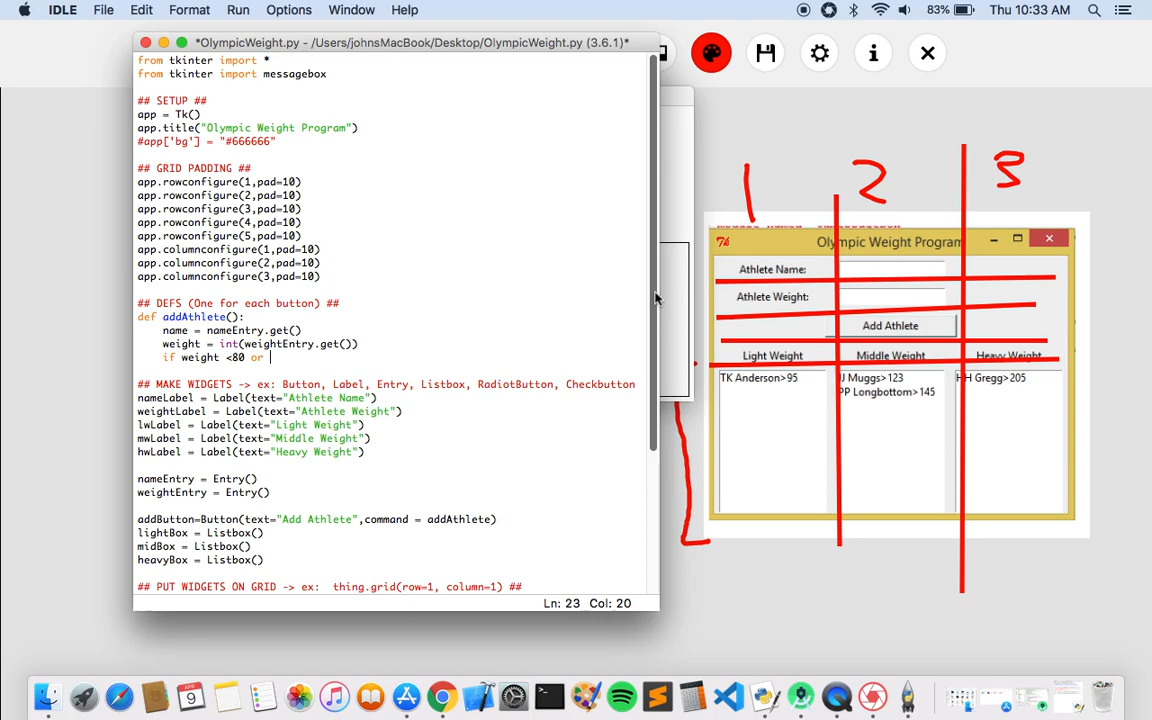 IDLE File Edit Format Run Options Window Help 83% Thu 10:33 AM
*OlympicWeight.py - /Users/johnsMacBook/Desktop/OlympicWeight.py (3.6.1)*
from tkinter import *
from tkinter import messagebox
## SETUP ##
app = Tk()
app.title("Olympic Weight Program")
#app['bg'] = "#666666"
## GRID PADDING ##
app.rowconfigure(1,pad=10)
app.rowconfigure(2,pad=10)
app.rowconfigure(3,pad=10)
app.rowconfigure(4,pad=10)
app.rowconfigure(5,pad=10)
app.columnconfigure(1,pad=10)
app.columnconfigure(2,pad=10)
app.columnconfigure(3,pad=10)
## DEFS (One for each button) ##
def addAthlete():
name = nameEntry.get()
weight = int(weightEntry.get())
if weight <80 or
## MAKE WIDGETS -> ex: Button, Label, Entry, Listbox, RadiotButton, Checkbutton
nameLabel = Label(text="Athlete Name")
weightLabel = Label(text="Athlete Weight")
lwLabel = Label(text="Light Weight")
mwLabel = Label(text="Middle Weight")
hwLabel = Label(text="Heavy Weight")
nameEntry = Entry()
weightEntry = Entry()
addButton=Button(text="Add Athlete",command = addAthlete)
lightBox = Listbox()
midBox = Listbox()
heavyBox = Listbox()
## PUT WIDGETS ON GRID -> ex: thing.grid(row=1, column=1) ##
Ln: 23 Col: 20
1 2 3
Olympic Weight Program
Athlete Name:
Athlete Weight:
Add Athlete
Light Weight Middle Weight Heavy Weight
TK Anderson>95 JJ Muggs>123 HH Gregg>205
PP Longbottom>145
APR 9